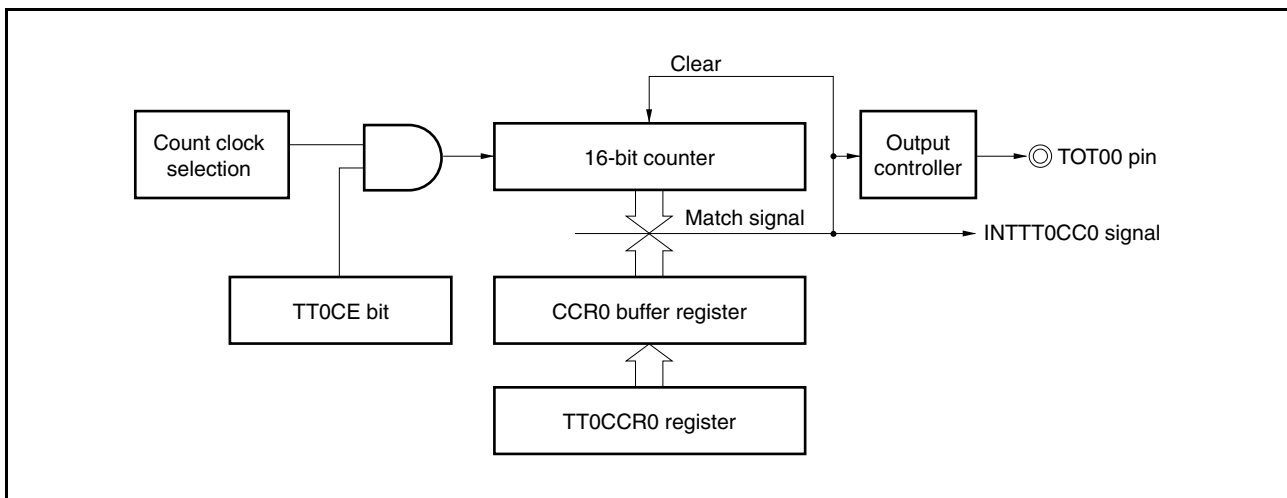 Clear
Count clock
selection
16-bit counter
Output
controller
TOT00 pin
Match signal
INTTT0CC0 signal
TT0CE bit
CCR0 buffer register
TT0CCR0 register